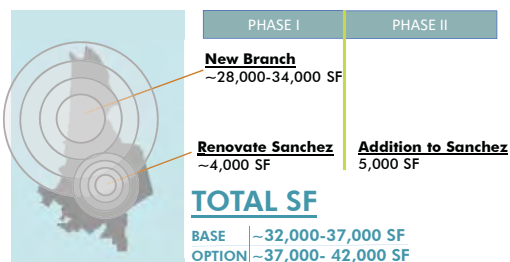 PHASE I
PHASE II
New Branch
~28,000-34,000 SF
Renovate Sanchez
~4,000 SF
Addition to Sanchez
5,000 SF
TOTAL SF
BASE ~32,000-37,000 SF
OPTION ~37,000- 42,000 SF